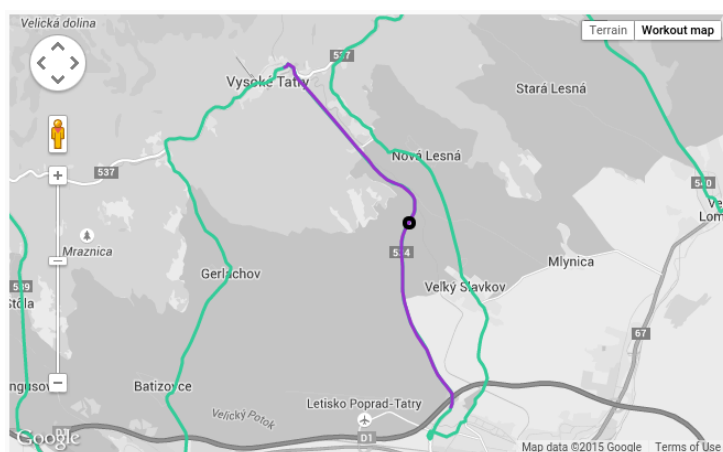 Velická dolina
Terrain
Workout map
537
Vysoké Tatry
Stará Lesná
Nová Lesná
537
540
Mraznica
534
Gerlachov
Mlynica
Veľký Slavkov
67
Batizovce
Letisko Poprad-Tatry
Velický Potok
D1
Google
Map data ©2015 Google
Terms of Use